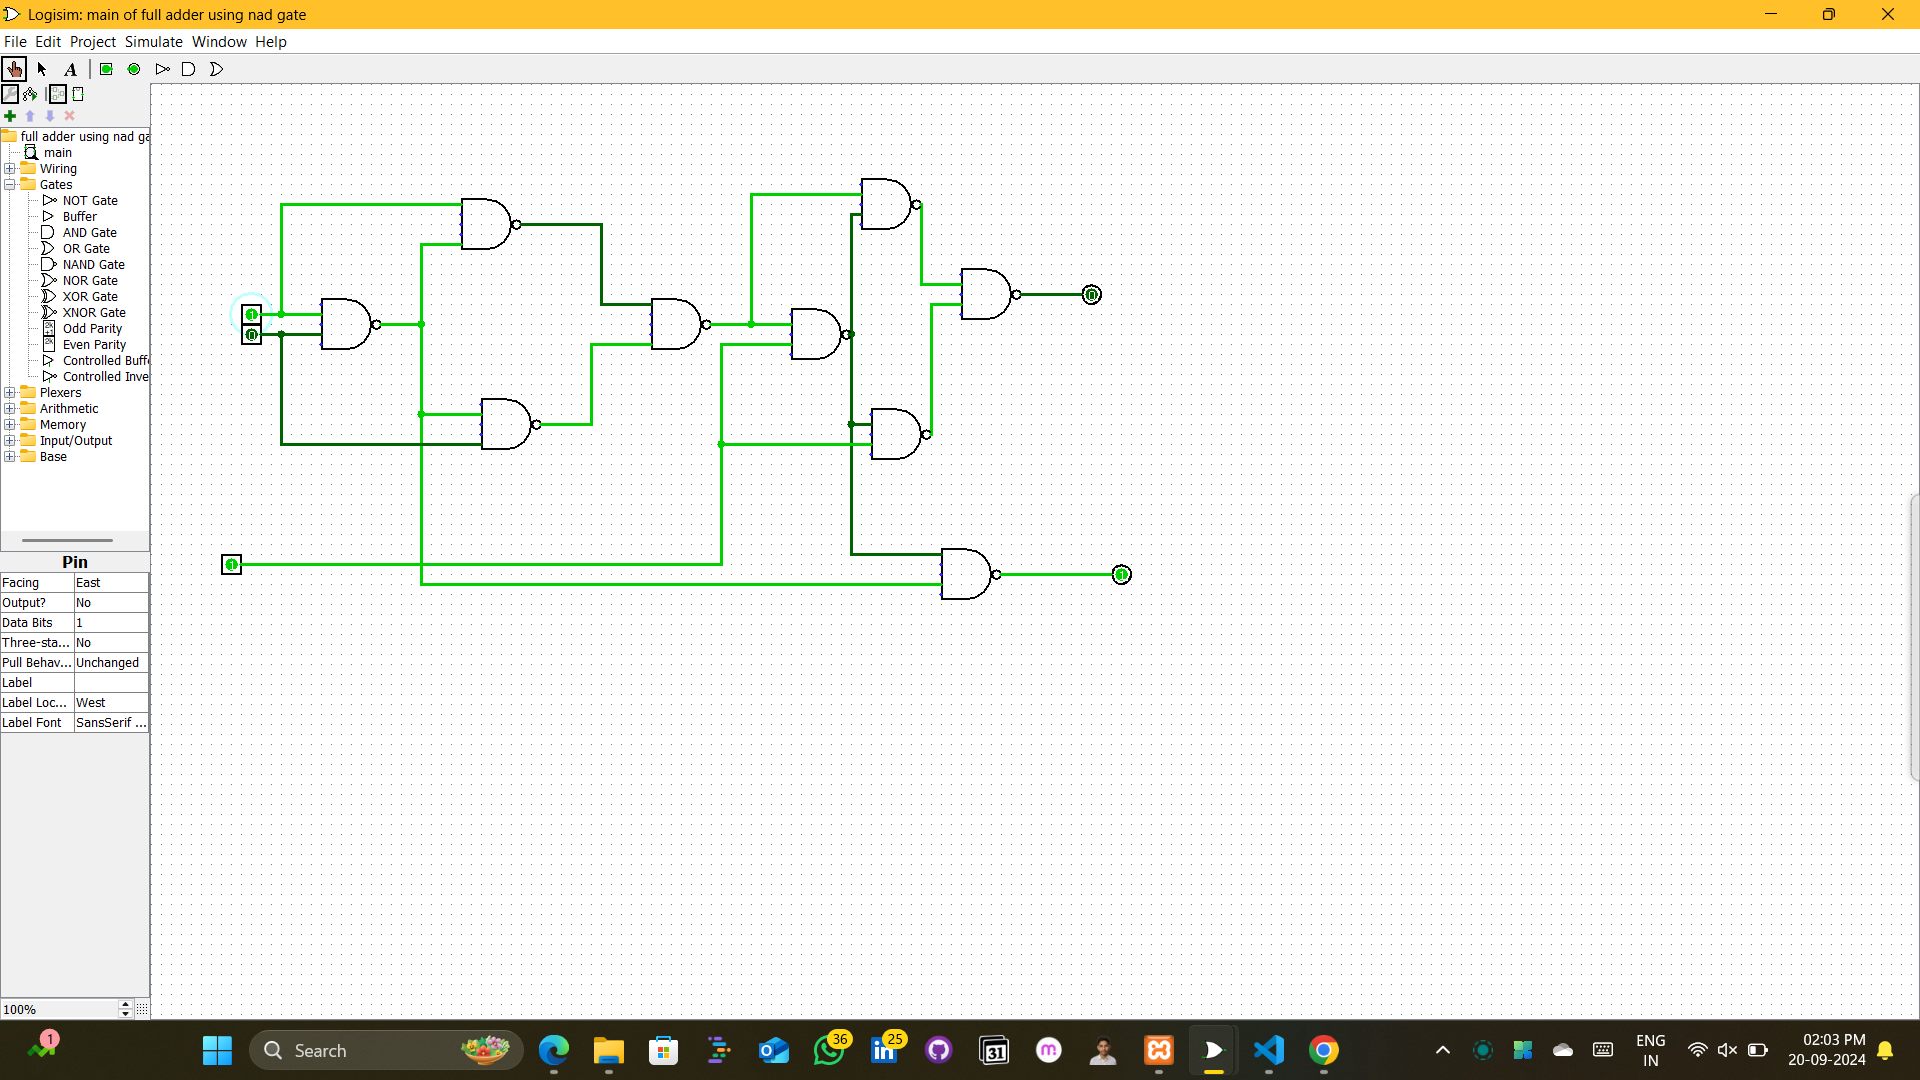 Logisim: main of full adder using nad gate
File Edit Project Simulate Window Help
A
full adder using nad ga
main
Wiring
Gates
NOT Gate
Buffer
AND Gate
OR Gate
NAND Gate
NOR Gate
XOR Gate
XNOR Gate
Odd Parity
Even Parity
Controlled Buff
Controlled Inve
Plexers
Arithmetic
Memory
Input/Output
Base
1
0
1
0
1
Pin
Facing East
Output? No
Data Bits 1
Three-sta... No
Pull Behav... Unchanged
Label
Label Loc... West
Label Font SansSerif ...
100%
1
Search
36
25
31
m
ENG
IN
02:03 PM
20-09-2024